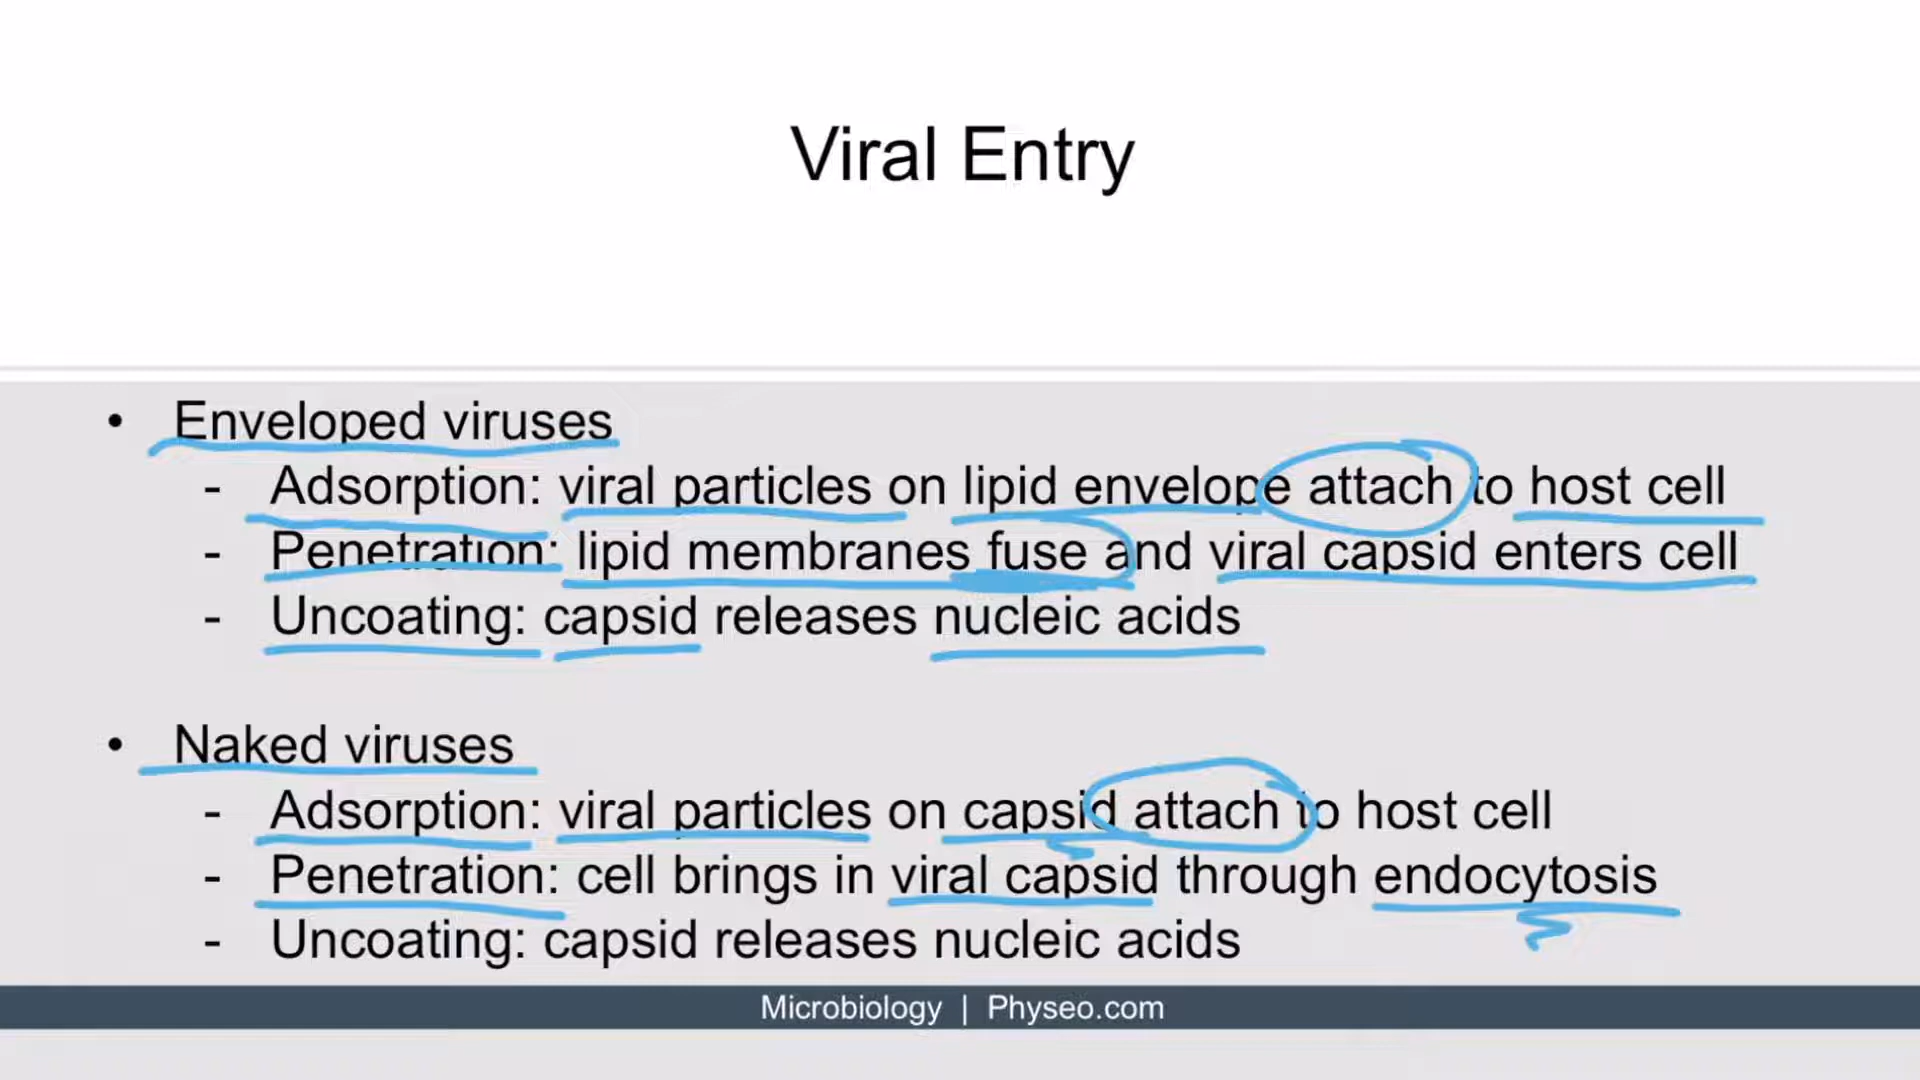 Viral Entry
• Enveloped viruses
- Adsorption: viral particles on lipid envelope attach to host cell
- Penetration: lipid membranes fuse and viral capsid enters cell
- Uncoating: capsid releases nucleic acids
• Naked viruses
- Adsorption: viral particles on capsid attach to host cell
- Penetration: cell brings in viral capsid through endocytosis
- Uncoating: capsid releases nucleic acids
Microbiology | Physeo.com